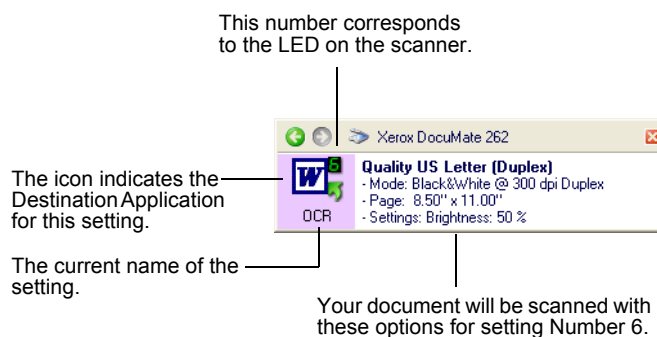 This number corresponds
to the LED on the scanner.
Xerox DocuMate 262
6
W
OCR
Quality US Letter (Duplex)
- Mode: Black&White @ 300 dpi Duplex
- Page: 8.50" x 11.00"
- Settings: Brightness: 50 %
The icon indicates the
Destination Application
for this setting.
The current name of the
setting.
Your document will be scanned with
these options for setting Number 6.